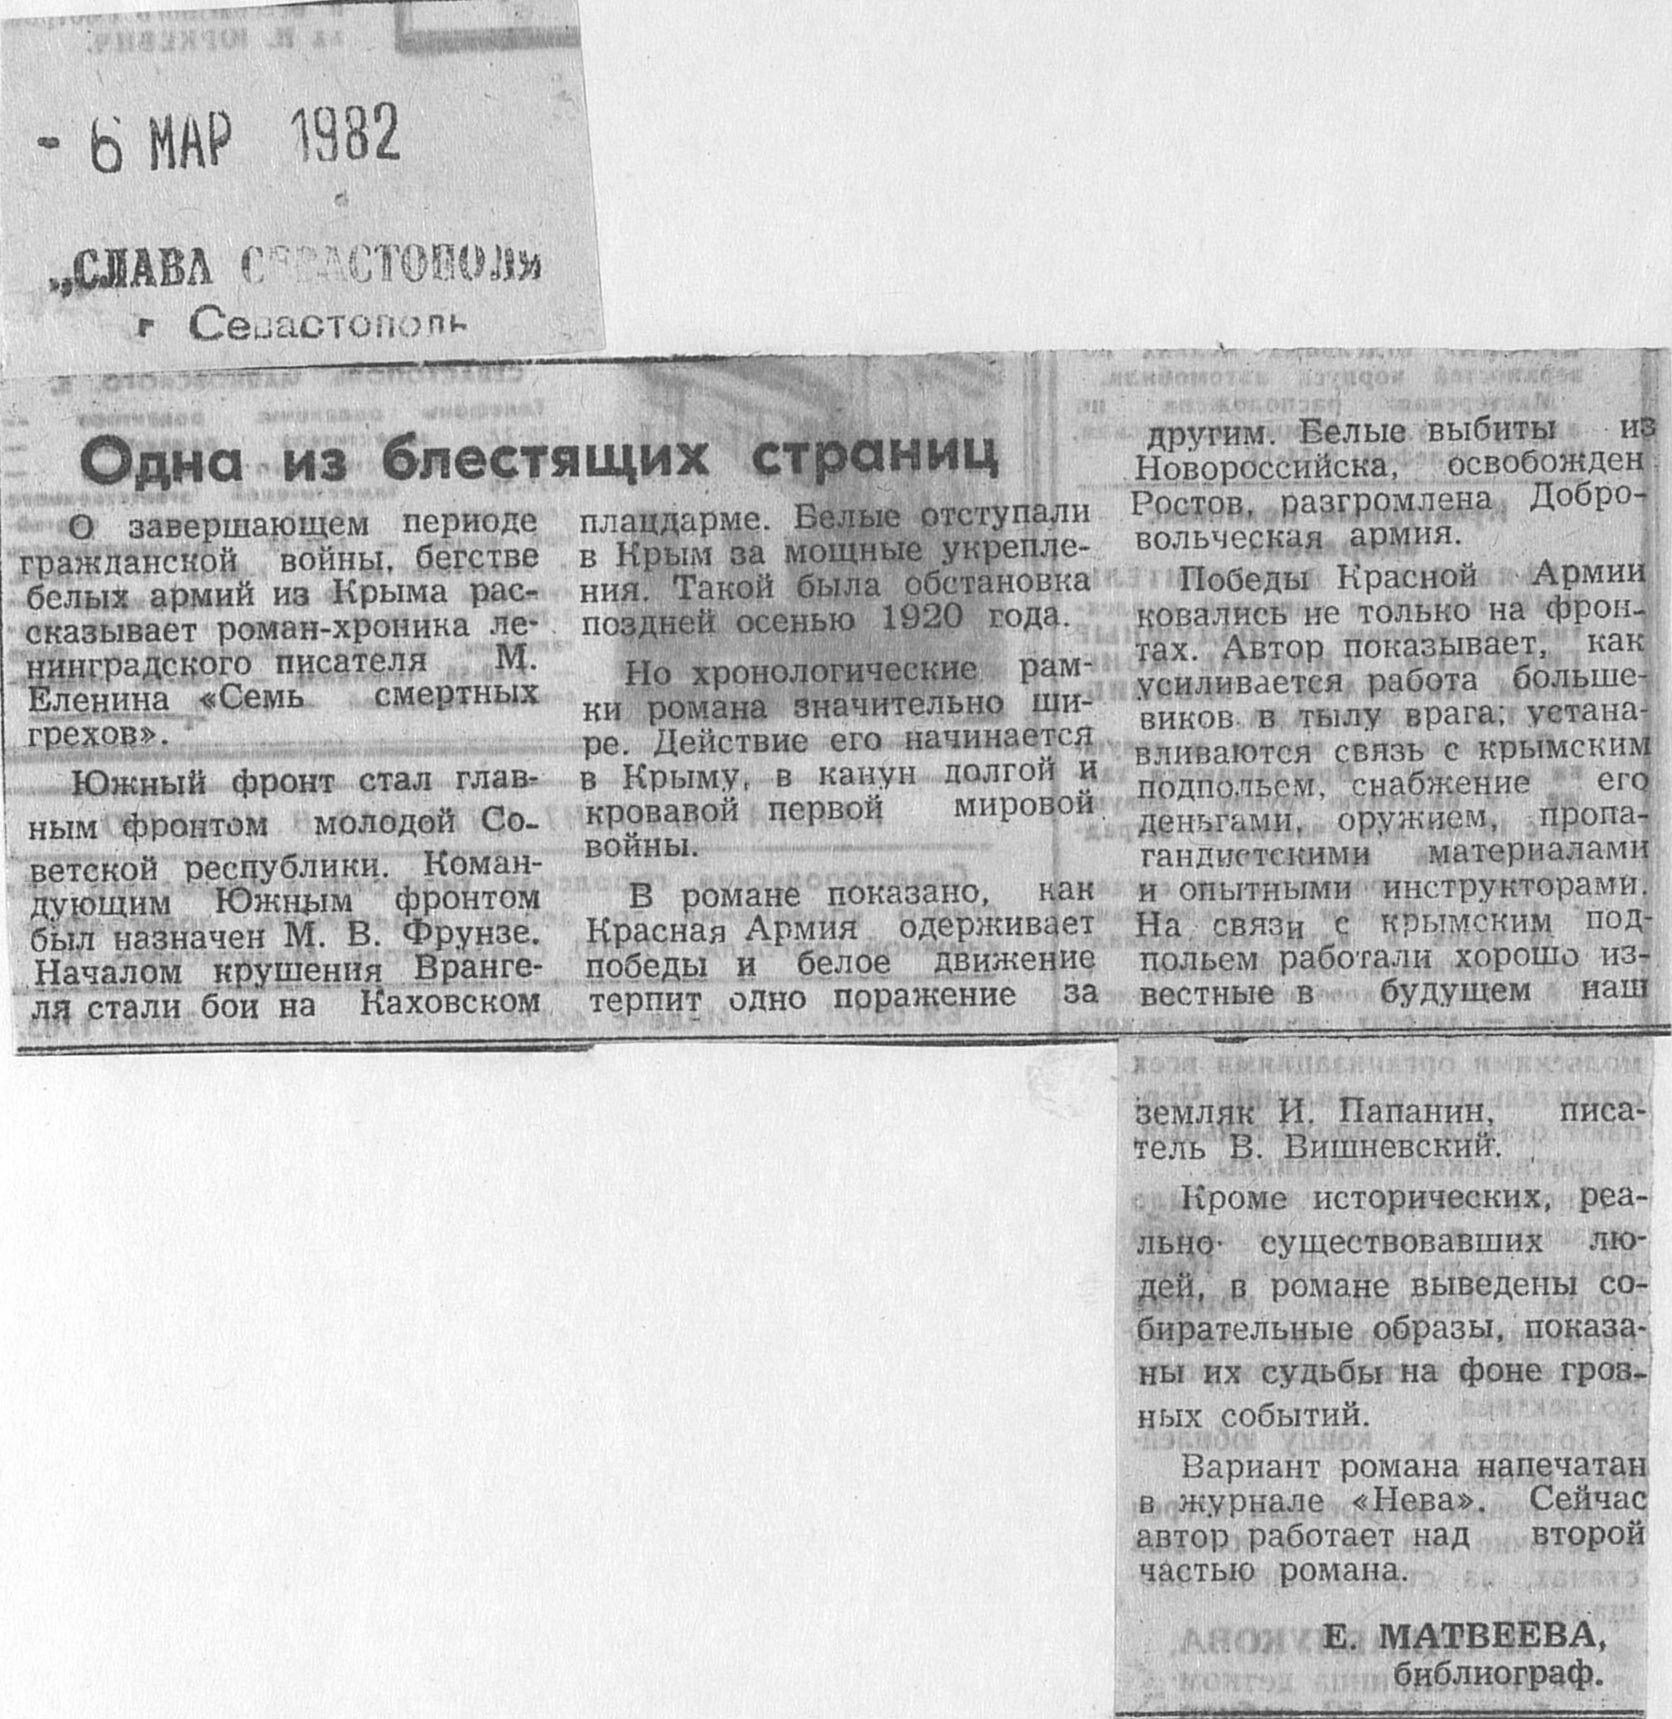 - 6 МАР 1982
„СЛАВА СЕВАСТОПОЛЯ"
г Севастополь
Одна из блестящих страниц
О завершающем периоде
гражданской войны, бегстве
белых армий из Крыма рас-
сказывает роман-хроника ле-
нинградского писателя М.
Еленина «Семь смертных
грехов».
Южный фронт стал глав-
ным фронтом молодой Со-
ветской республики. Коман-
дующим Южным фронтом
был назначен М. В. Фрунзе.
Началом крушения Вранге-
ля стали бои на Каховском
плацдарме. Белые отступали
в Крым за мощные укрепле-
ния. Такой была обстановка
поздней осенью 1920 года.
Но хронологические рам-
ки романа значительно ши-
ре. Действие его начинается
в Крыму, в канун долгой и
кровавой первой мировой
войны.
В романе показано, как
Красная Армия одерживает
победы и белое движение
терпит одно поражение за
другим. Белые выбиты из
Новороссийска, освобожден
Ростов, разгромлена Добро-
вольческая армия.
Победы Красной Армии
ковались не только на фрон-
тах. Автор показывает, как
усиливается работа больше-
виков в тылу врага; устана-
вливаются связь с крымским
подпольем, снабжение его
деньгами, оружием, пропа-
гандистскими материалами
и опытными инструкторами.
На связи с крымским под-
польем работали хорошо из-
вестные в будущем наш
земляк И. Папанин, писа-
тель В. Вишневский.
Кроме исторических, реа-
льно существовавших лю-
дей, в романе выведены со-
бирательные образы, показа-
ны их судьбы на фоне гроз-
ных событий.
Вариант романа напечатан
в журнале «Нева». Сейчас
автор работает над второй
частью романа.
Е. МАТВЕЕВА,
библиограф.